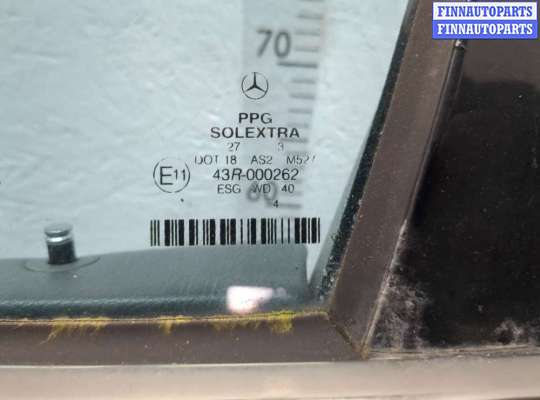 FINNAUTOPARTS
FINNAUTOPARTS
70
PPG
SOLEXTRA
27 3
DOT 18 AS2 M527
E11 43R-000262
ESG WD 40
4